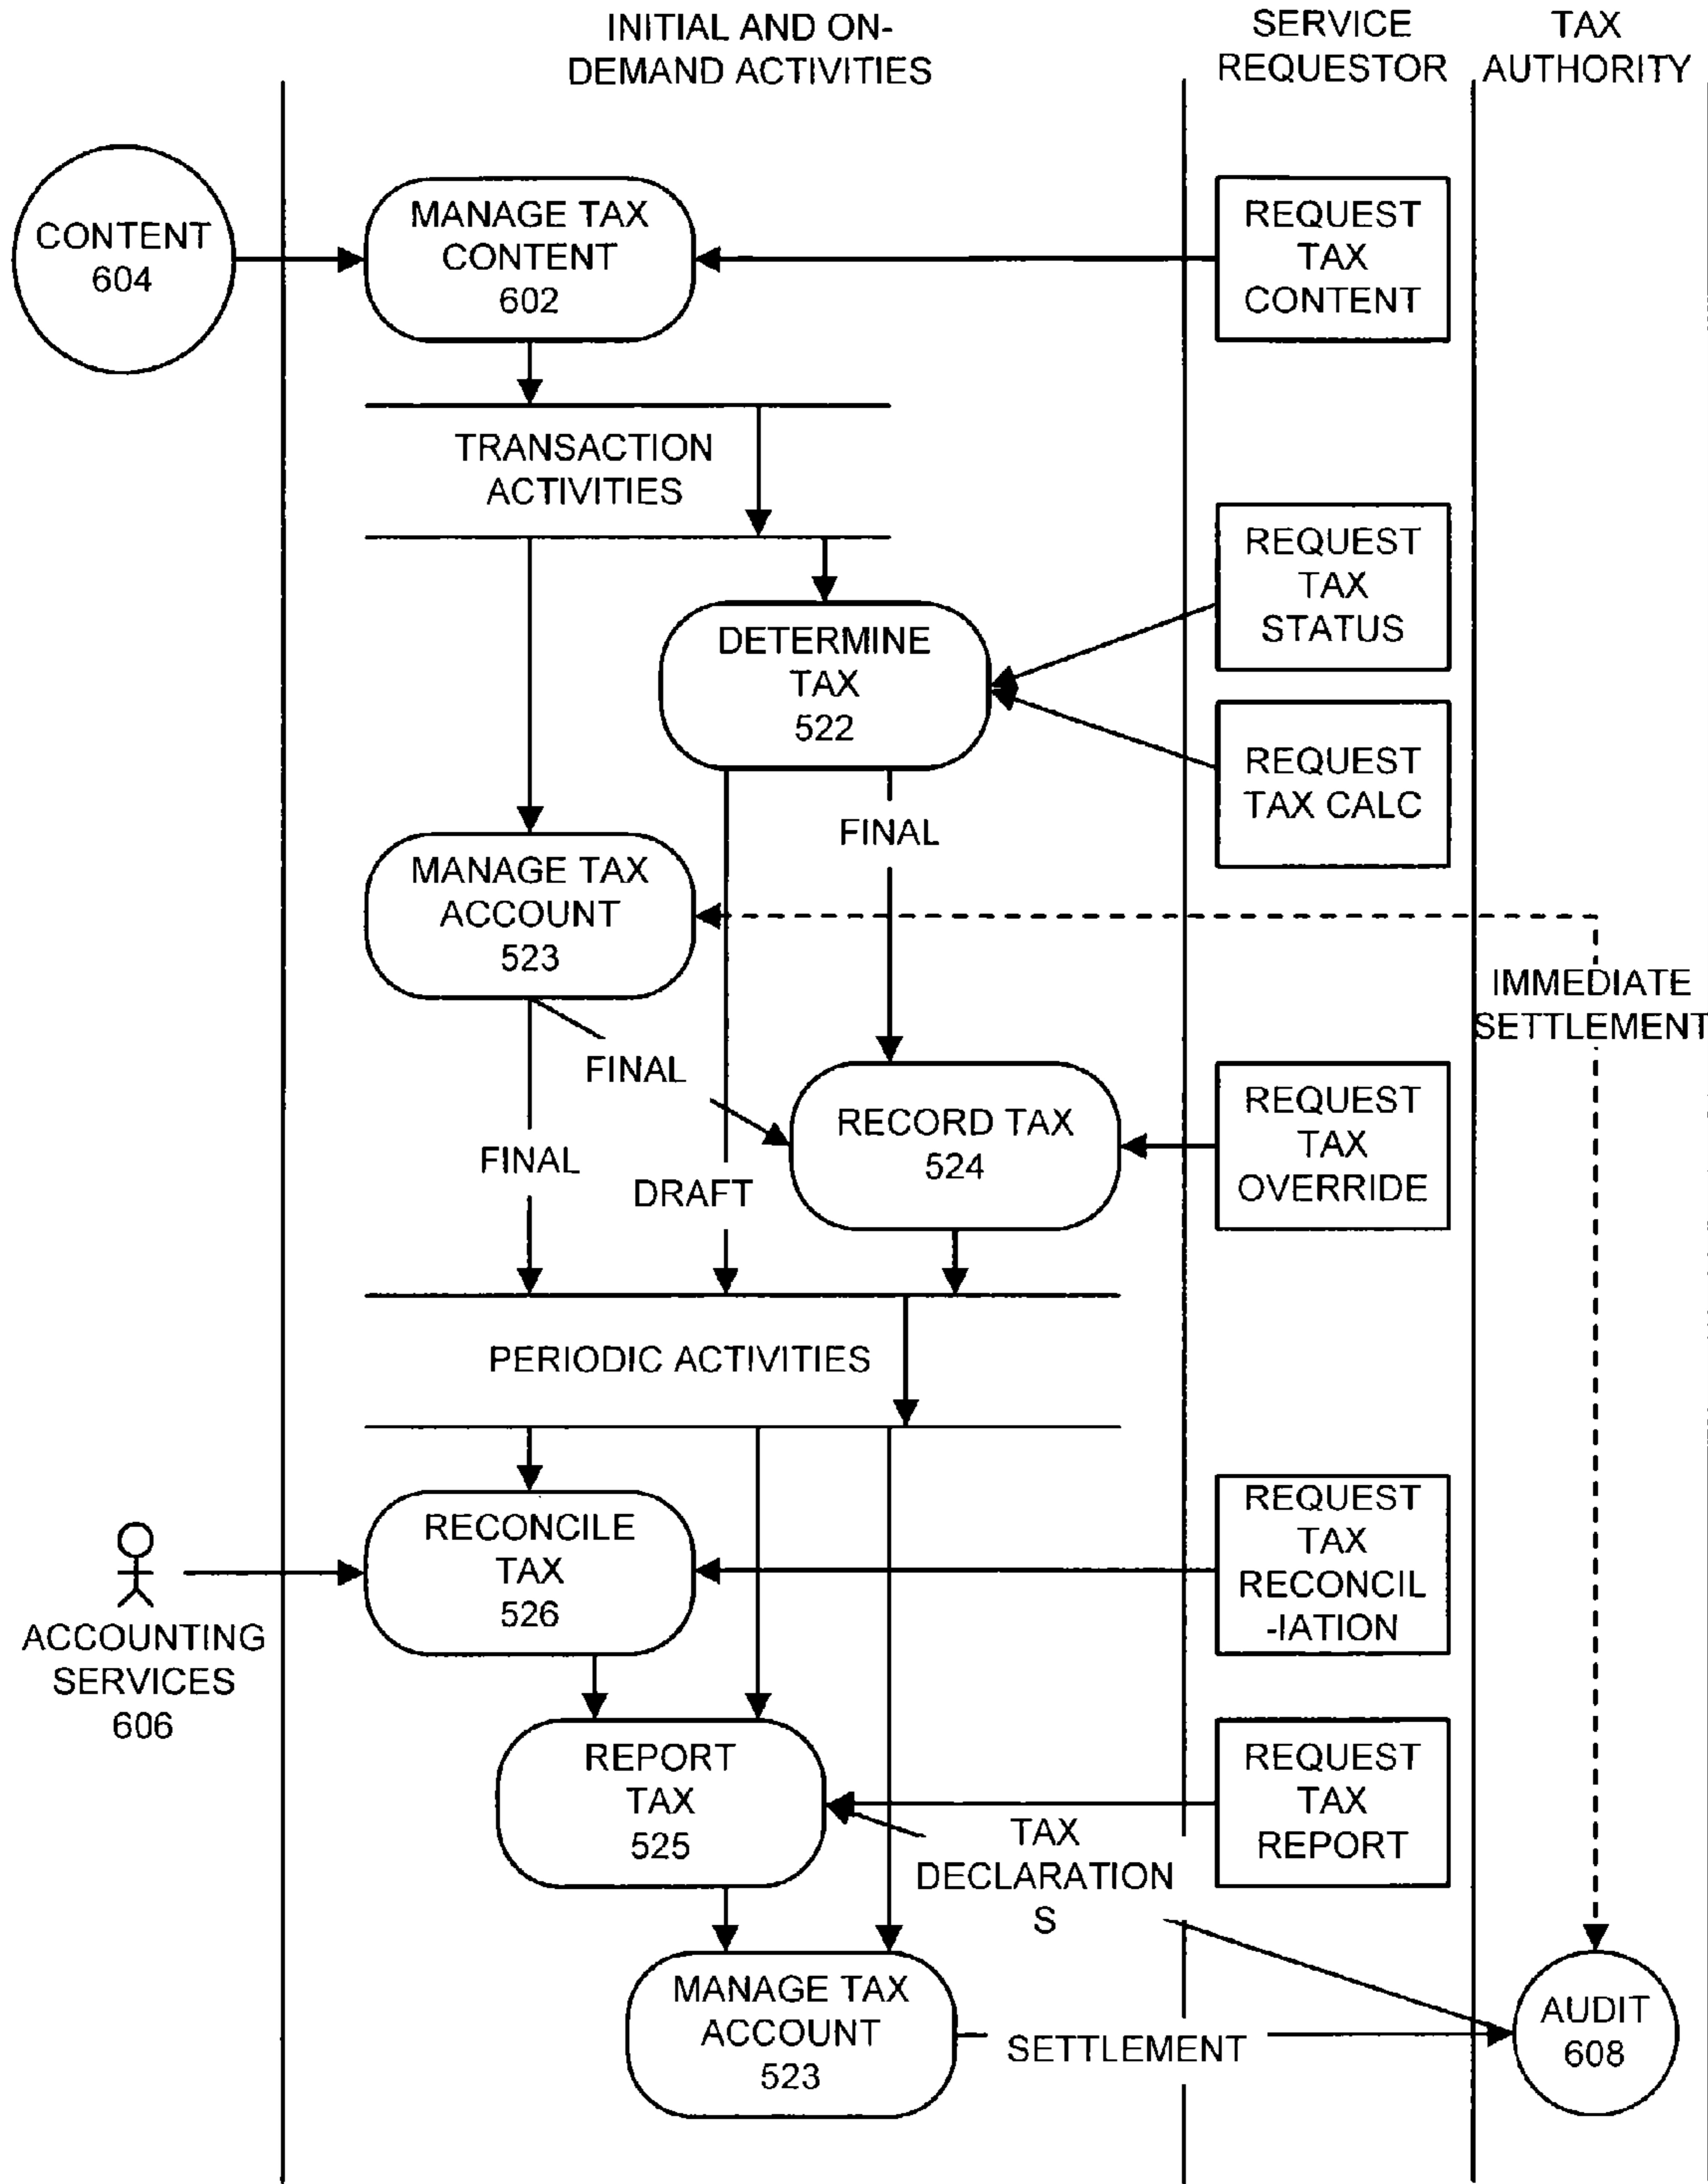 INITIAL AND ON-
DEMAND ACTIVITIES
SERVICE
REQUESTOR
TAX
AUTHORITY
CONTENT
604
MANAGE TAX
CONTENT
602
REQUEST
TAX
CONTENT
TRANSACTION
ACTIVITIES
REQUEST
TAX
STATUS
DETERMINE
TAX
522
REQUEST
TAX CALC
FINAL
MANAGE TAX
ACCOUNT
523
IMMEDIATE
SETTLEMENT
FINAL
FINAL
DRAFT
RECORD TAX
524
REQUEST
TAX
OVERRIDE
PERIODIC ACTIVITIES
RECONCILE
TAX
526
REQUEST
TAX
RECONCIL
-IATION
ACCOUNTING
SERVICES
606
REPORT
TAX
525
TAX
DECLARATION
S
REQUEST
TAX
REPORT
MANAGE TAX
ACCOUNT
523
SETTLEMENT
AUDIT
608